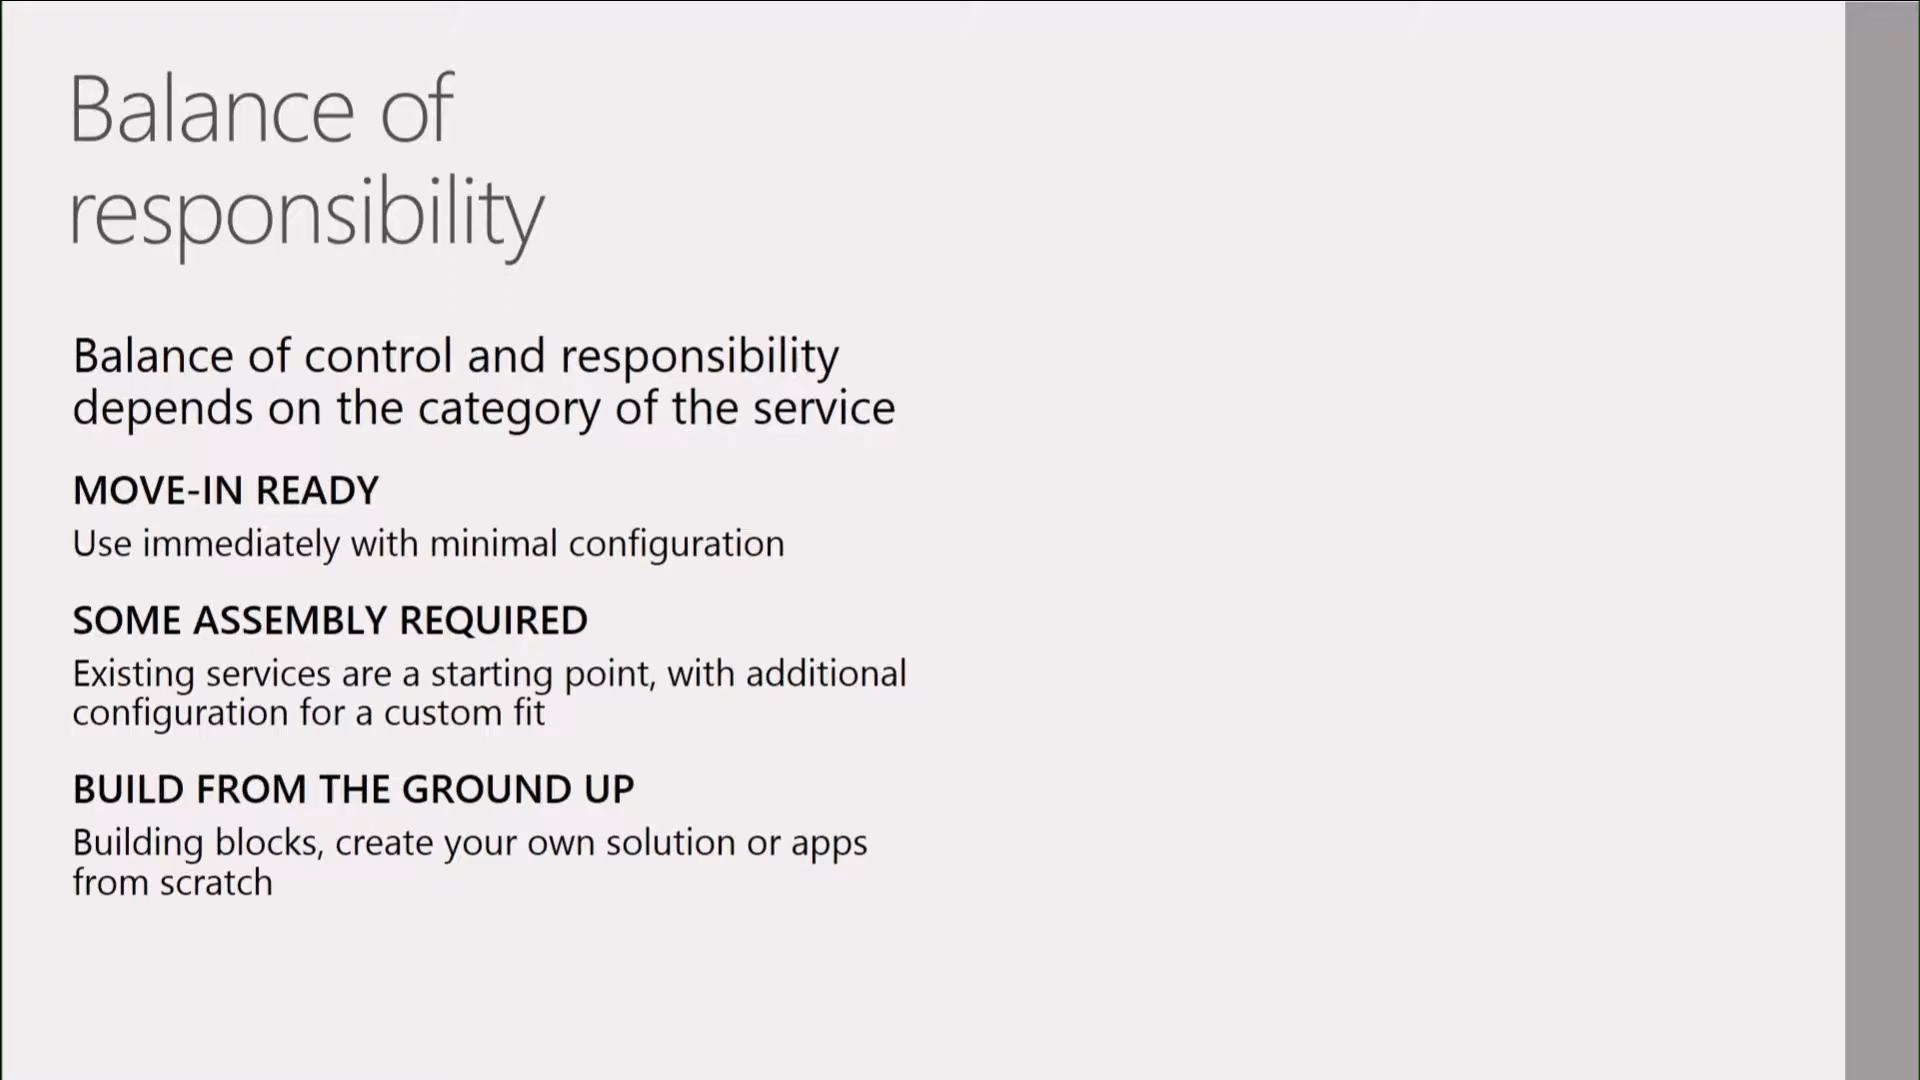 Balance of
responsibility
Balance of control and responsibility
depends on the category of the service
MOVE-IN READY
Use immediately with minimal configuration
SOME ASSEMBLY REQUIRED
Existing services are a starting point, with additional
configuration for a custom fit
BUILD FROM THE GROUND UP
Building blocks, create your own solution or apps
from scratch